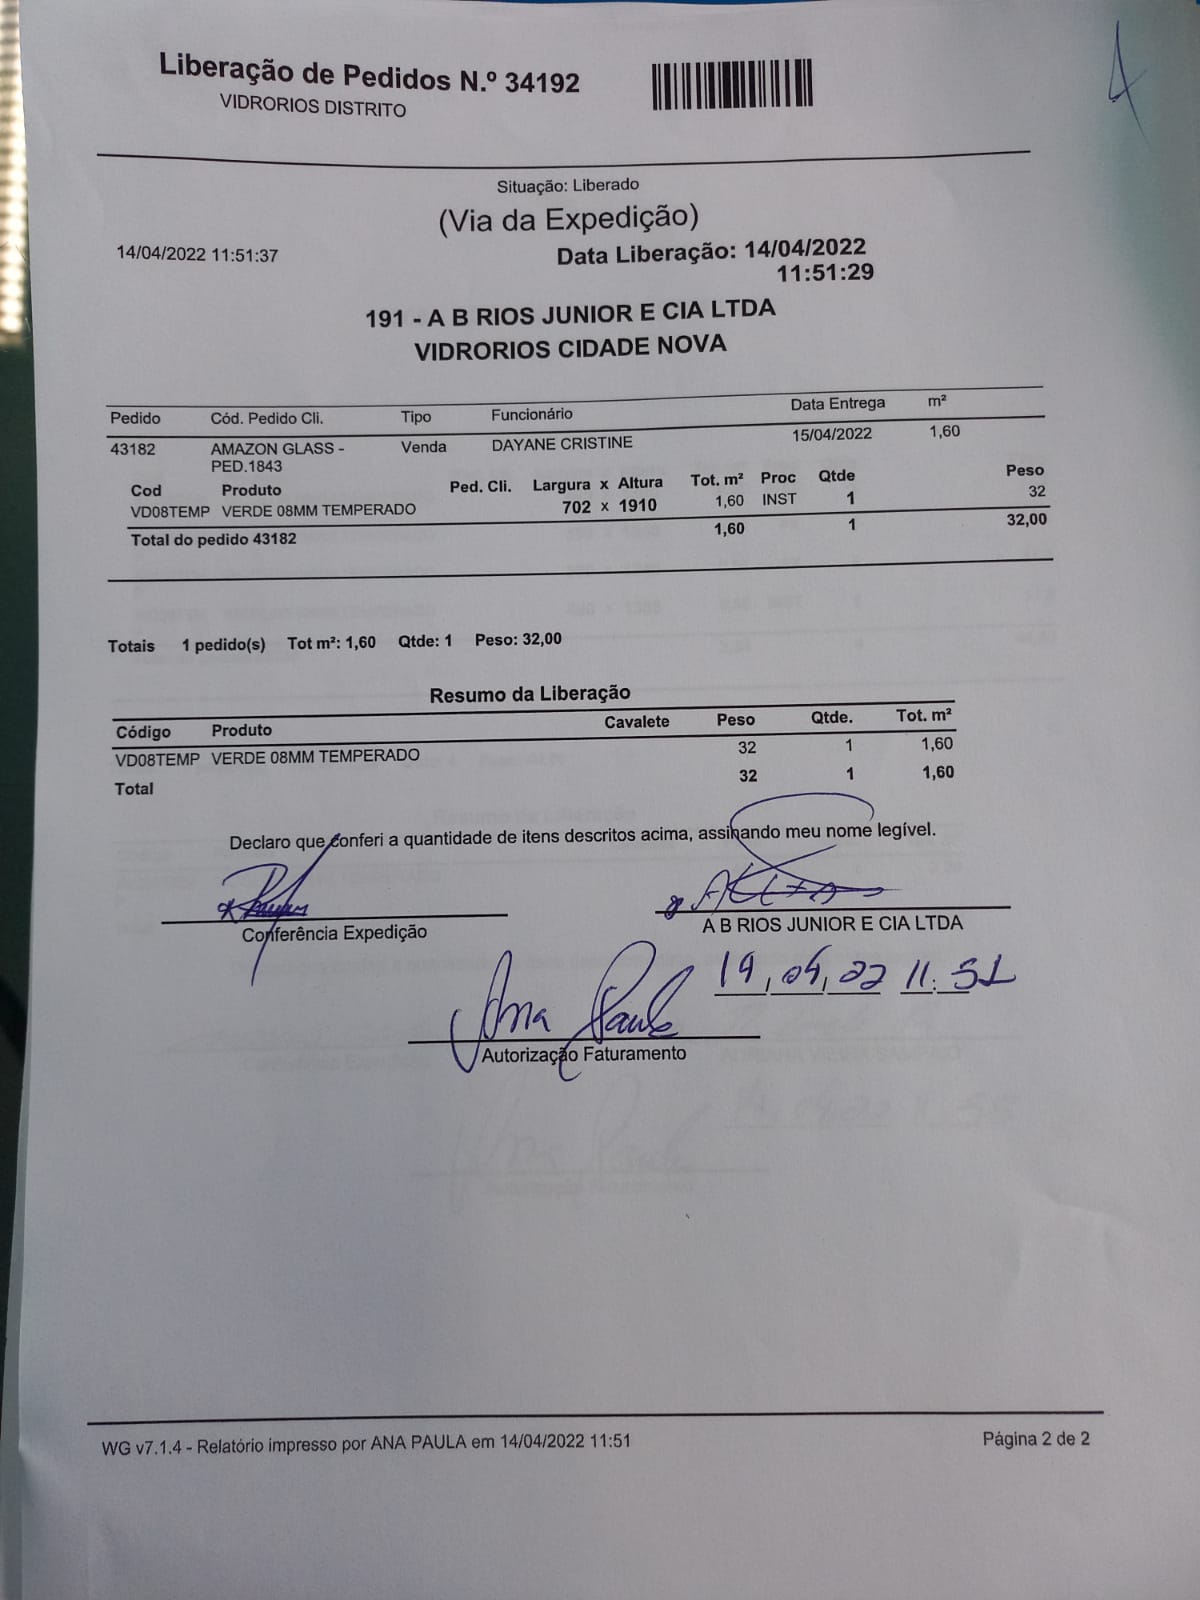 Liberação de Pedidos N.º 34192
VIDRORIOS DISTRITO
Situação: Liberado
(Via da Expedição)
14/04/2022 11:51:37
Data Liberação: 14/04/2022
11:51:29
191 - A B RIOS JUNIOR E CIA LTDA
VIDRORIOS CIDADE NOVA
Pedido Cód. Pedido Cli. Tipo Funcionário Data Entrega m²
43182 AMAZON GLASS - Venda DAYANE CRISTINE 15/04/2022 1,60
PED.1843
Cod Produto Ped. Cli. Largura x Altura Tot. m² Proc Qtde Peso
VD08TEMP VERDE 08MM TEMPERADO 702 x 1910 1,60 INST 1 32
Total do pedido 43182 1,60 1 32,00
Totais 1 pedido(s) Tot m²: 1,60 Qtde: 1 Peso: 32,00
Resumo da Liberação
Código Produto Cavalete Peso Qtde. Tot. m²
VD08TEMP VERDE 08MM TEMPERADO 32 1 1,60
Total 32 1 1,60
Declaro que conferi a quantidade de itens descritos acima, assinando meu nome legível.
Conferência Expedição
A B RIOS JUNIOR E CIA LTDA
14, 04, 22 11:51
Ana Paula
Autorização Faturamento
WG v7.1.4 - Relatório impresso por ANA PAULA em 14/04/2022 11:51
Página 2 de 2